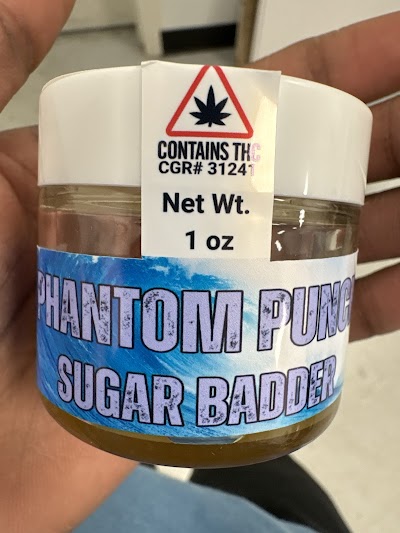 CONTAINS THC
CGR# 31241
Net Wt.
1 oz
PHANTOM PUNC
SUGAR BADDER